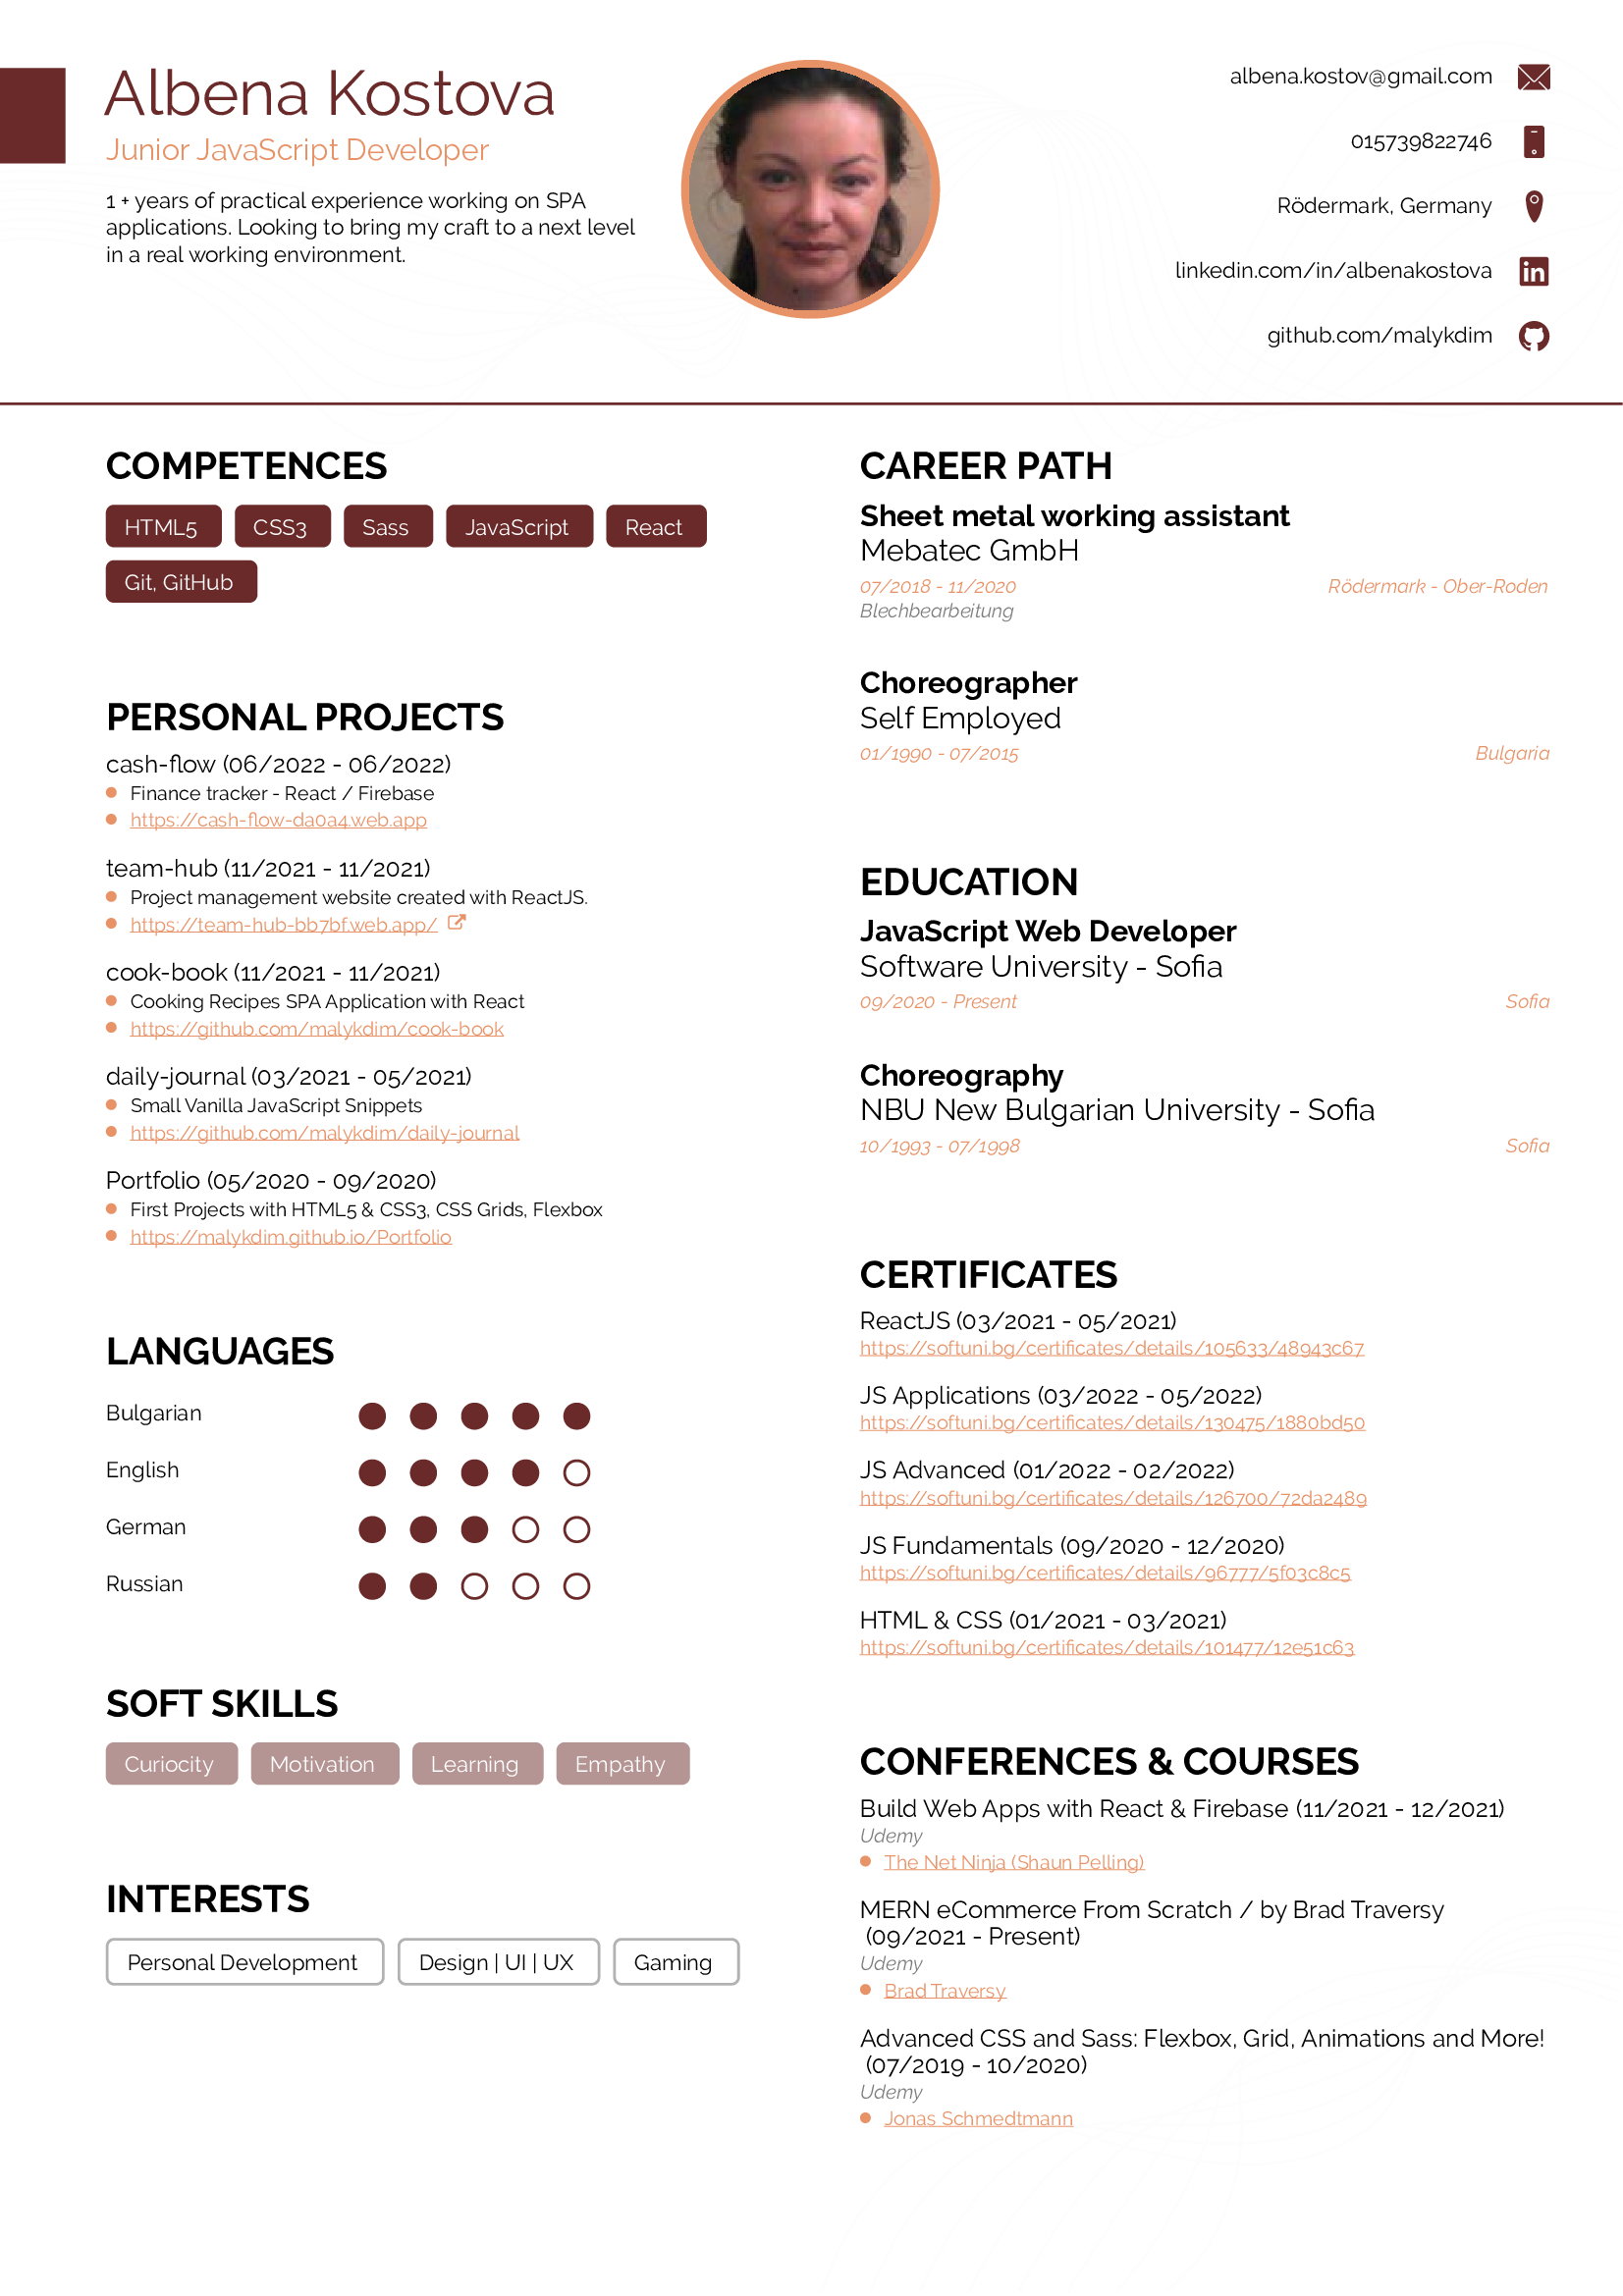 Albena Kostova
Junior JavaScript Developer
1 + years of practical experience working on SPA
applications. Looking to bring my craft to a next level
in a real working environment.
albena.kostov@gmail.com
015739822746
Rödermark, Germany
linkedin.com/in/albenakostova
github.com/malykdim
COMPETENCES
HTML5 CSS3 Sass JavaScript React
Git, GitHub
PERSONAL PROJECTS
cash-flow (06/2022 - 06/2022)
Finance tracker - React / Firebase
https://cash-flow-da0a4.web.app
team-hub (11/2021 - 11/2021)
Project management website created with ReactJS.
https://team-hub-bb7bf.web.app/
cook-book (11/2021 - 11/2021)
Cooking Recipes SPA Application with React
https://github.com/malykdim/cook-book
daily-journal (03/2021 - 05/2021)
Small Vanilla JavaScript Snippets
https://github.com/malykdim/daily-journal
Portfolio (05/2020 - 09/2020)
First Projects with HTML5 & CSS3, CSS Grids, Flexbox
https://malykdim.github.io/Portfolio
LANGUAGES
Bulgarian
English
German
Russian
SOFT SKILLS
Curiocity Motivation Learning Empathy
INTERESTS
Personal Development Design | UI | UX Gaming
CAREER PATH
Sheet metal working assistant
Mebatec GmbH
07/2018 - 11/2020 Rödermark - Ober-Roden
Blechbearbeitung
Choreographer
Self Employed
01/1990 - 07/2015 Bulgaria
EDUCATION
JavaScript Web Developer
Software University - Sofia
09/2020 - Present Sofia
Choreography
NBU New Bulgarian University - Sofia
10/1993 - 07/1998 Sofia
CERTIFICATES
ReactJS (03/2021 - 05/2021)
https://softuni.bg/certificates/details/105633/48943c67
JS Applications (03/2022 - 05/2022)
https://softuni.bg/certificates/details/130475/1880bd50
JS Advanced (01/2022 - 02/2022)
https://softuni.bg/certificates/details/126700/72da2489
JS Fundamentals (09/2020 - 12/2020)
https://softuni.bg/certificates/details/96777/5f03c8c5
HTML & CSS (01/2021 - 03/2021)
https://softuni.bg/certificates/details/101477/12e51c63
CONFERENCES & COURSES
Build Web Apps with React & Firebase (11/2021 - 12/2021)
Udemy
The Net Ninja (Shaun Pelling)
MERN eCommerce From Scratch / by Brad Traversy
(09/2021 - Present)
Udemy
Brad Traversy
Advanced CSS and Sass: Flexbox, Grid, Animations and More!
(07/2019 - 10/2020)
Udemy
Jonas Schmedtmann